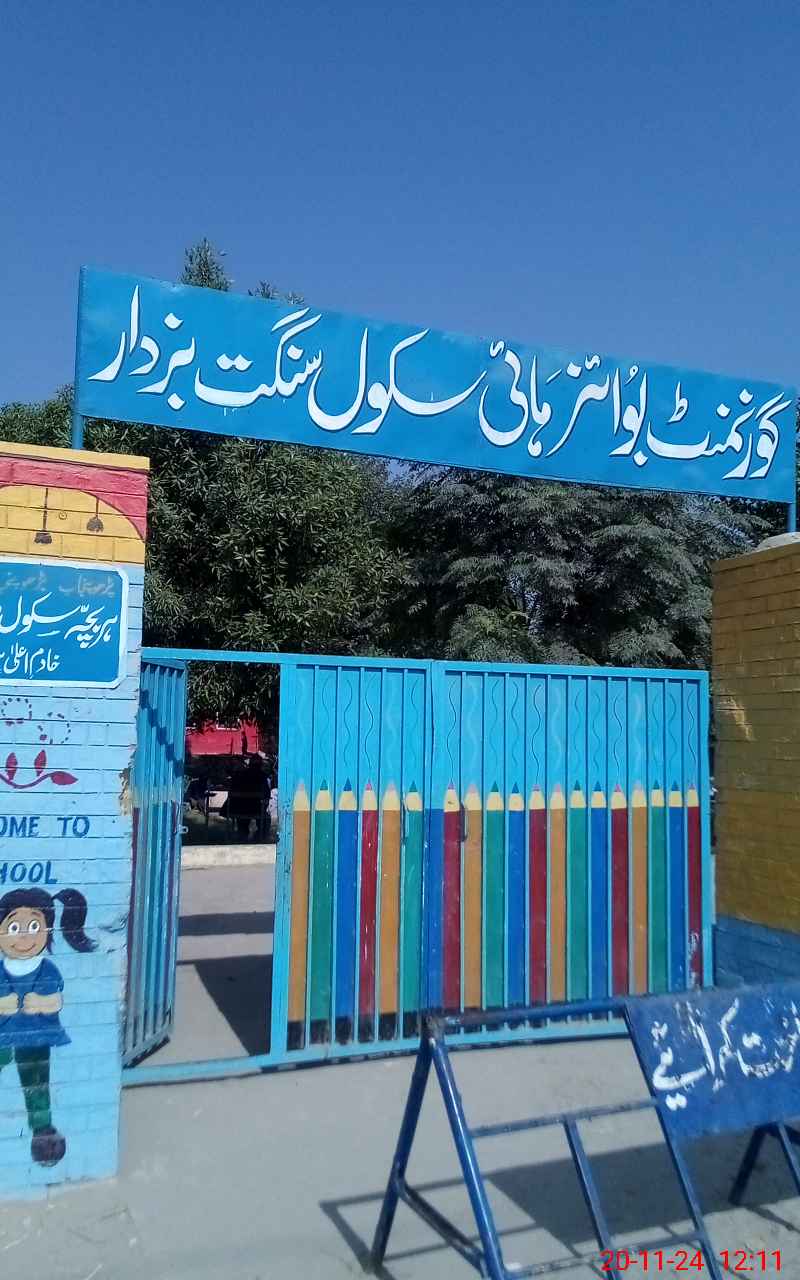 گورنمنٹ بوائز ہائی سکول سنگت بزدار
ہر بچہ سکول
خادمِ اعلیٰ
OME TO
HOOL
20-11-24 12:11